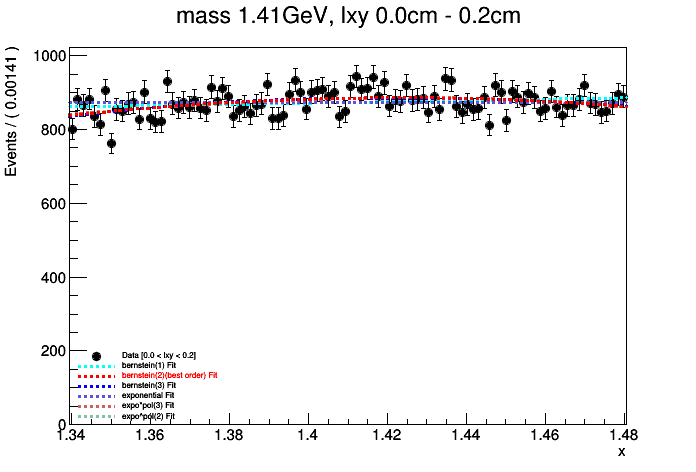 mass 1.41GeV, lxy 0.0cm - 0.2cm
Events / ( 0.00141 )
1000
800
600
400
200
0
Data [0.0 < lxy < 0.2]
bernstein(1) Fit
bernstein(2)(best order) Fit
bernstein(3) Fit
exponential Fit
expo*pol(3) Fit
expo*pol(2) Fit
1.34 1.36 1.38 1.4 1.42 1.44 1.46 1.48
x